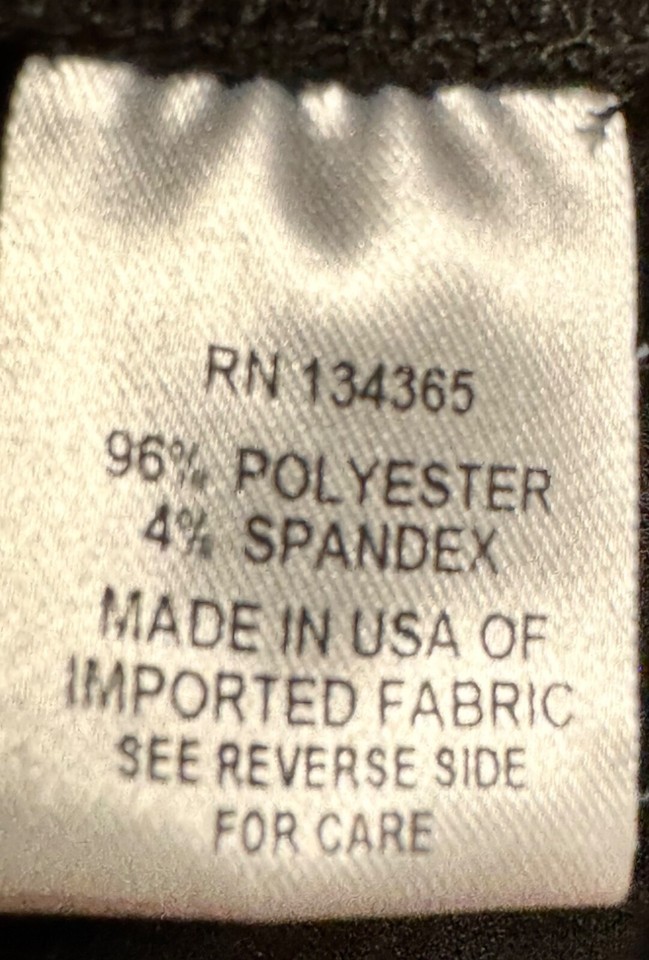 RN 134365
96% POLYESTER
4% SPANDEX
MADE IN USA OF
IMPORTED FABRIC
SEE REVERSE SIDE
FOR CARE